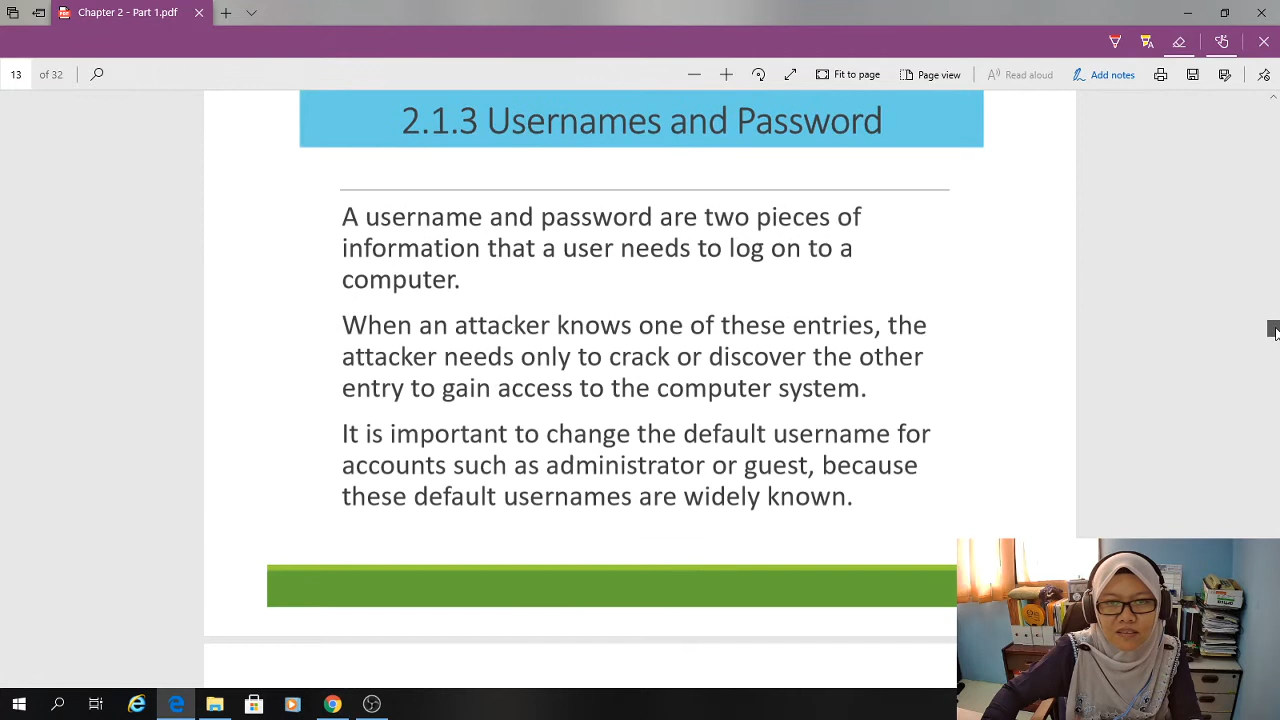 Chapter 2 - Part 1.pdf
13 of 32
Fit to page
Page view
Read aloud
Add notes
2.1.3 Usernames and Password
A username and password are two pieces of
information that a user needs to log on to a
computer.
When an attacker knows one of these entries, the
attacker needs only to crack or discover the other
entry to gain access to the computer system.
It is important to change the default username for
accounts such as administrator or guest, because
these default usernames are widely known.